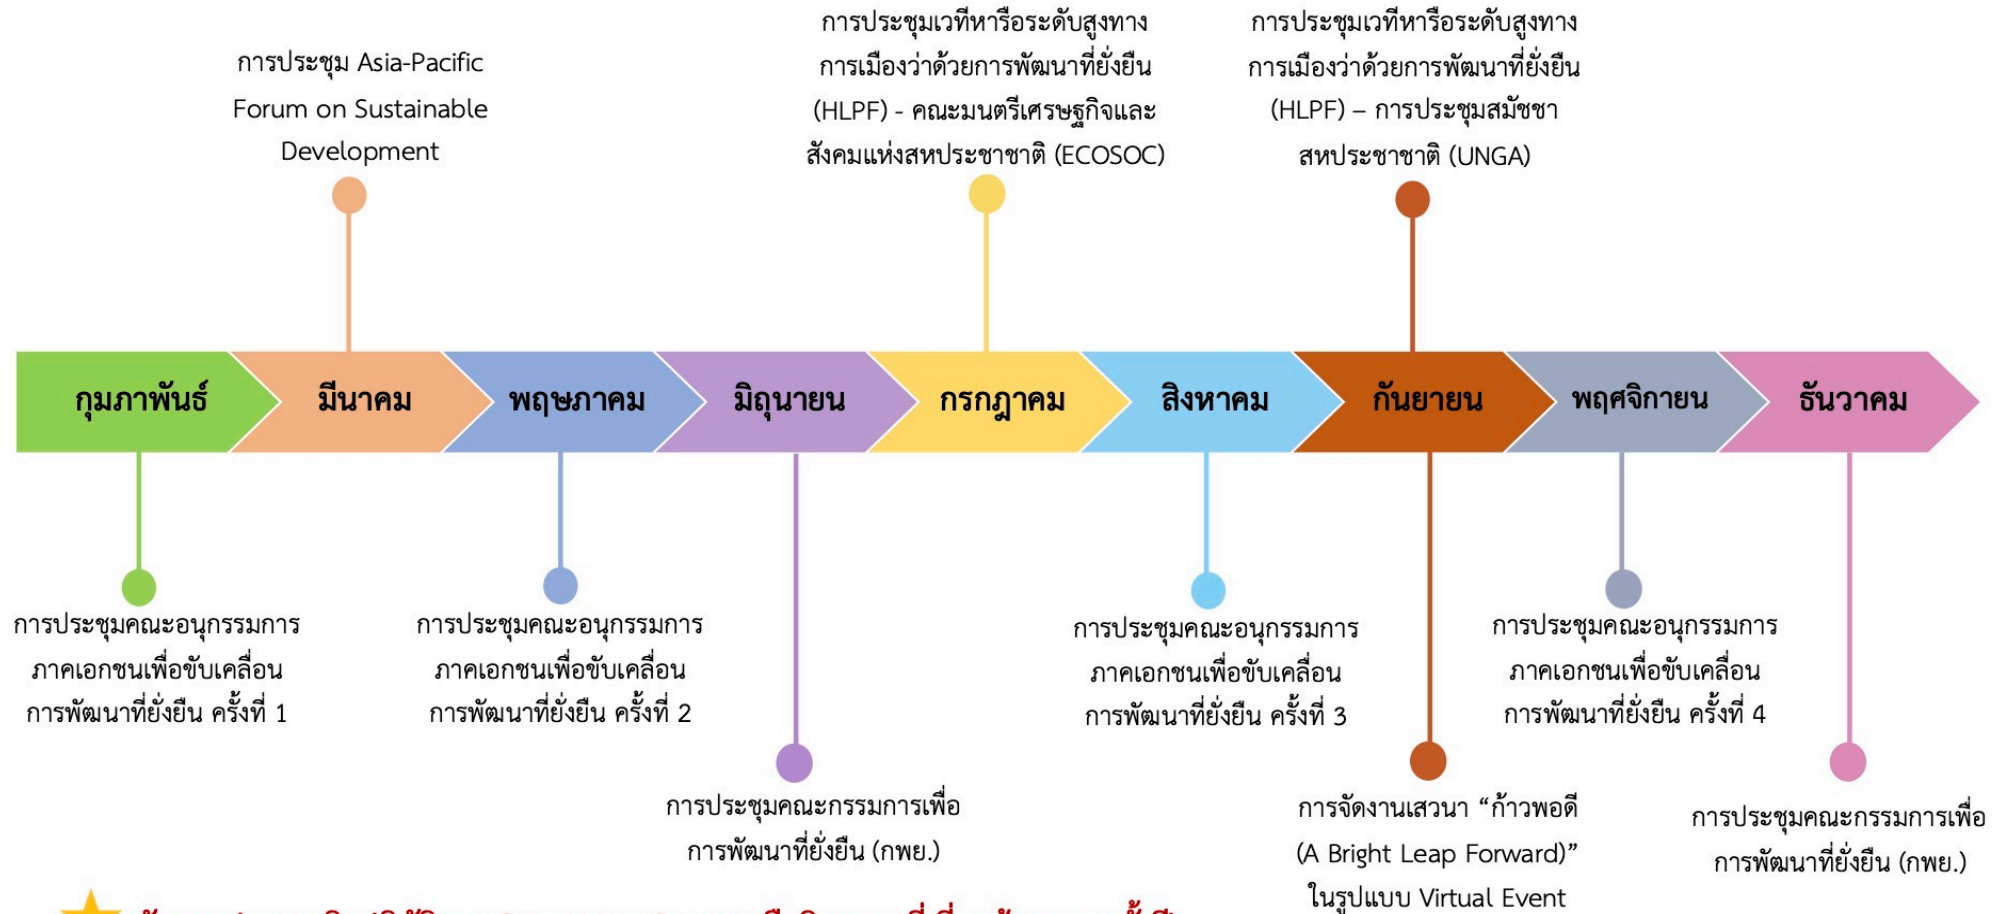 การประชุม Asia-Pacific
Forum on Sustainable
Development
การประชุมเวทีหารือระดับสูงทาง
การเมืองว่าด้วยการพัฒนาที่ยั่งยืน
(HLPF) - คณะมนตรีเศรษฐกิจและ
สังคมแห่งสหประชาชาติ (ECOSOC)
การประชุมเวทีหารือระดับสูงทาง
การเมืองว่าด้วยการพัฒนาที่ยั่งยืน
(HLPF) – การประชุมสมัชชา
สหประชาชาติ (UNGA)
กุมภาพันธ์
มีนาคม
พฤษภาคม
มิถุนายน
กรกฎาคม
สิงหาคม
กันยายน
พฤศจิกายน
ธันวาคม
การประชุมคณะอนุกรรมการ
ภาคเอกชนเพื่อขับเคลื่อน
การพัฒนาที่ยั่งยืน ครั้งที่ 1
การประชุมคณะอนุกรรมการ
ภาคเอกชนเพื่อขับเคลื่อน
การพัฒนาที่ยั่งยืน ครั้งที่ 2
การประชุมคณะกรรมการเพื่อ
การพัฒนาที่ยั่งยืน (กพย.)
การประชุมคณะอนุกรรมการ
ภาคเอกชนเพื่อขับเคลื่อน
การพัฒนาที่ยั่งยืน ครั้งที่ 3
การจัดงานเสวนา “ก้าวพอดี
(A Bright Leap Forward)”
ในรูปแบบ Virtual Event
การประชุมคณะอนุกรรมการ
ภาคเอกชนเพื่อขับเคลื่อน
การพัฒนาที่ยั่งยืน ครั้งที่ 4
การประชุมคณะกรรมการเพื่อ
การพัฒนาที่ยั่งยืน (กพย.)